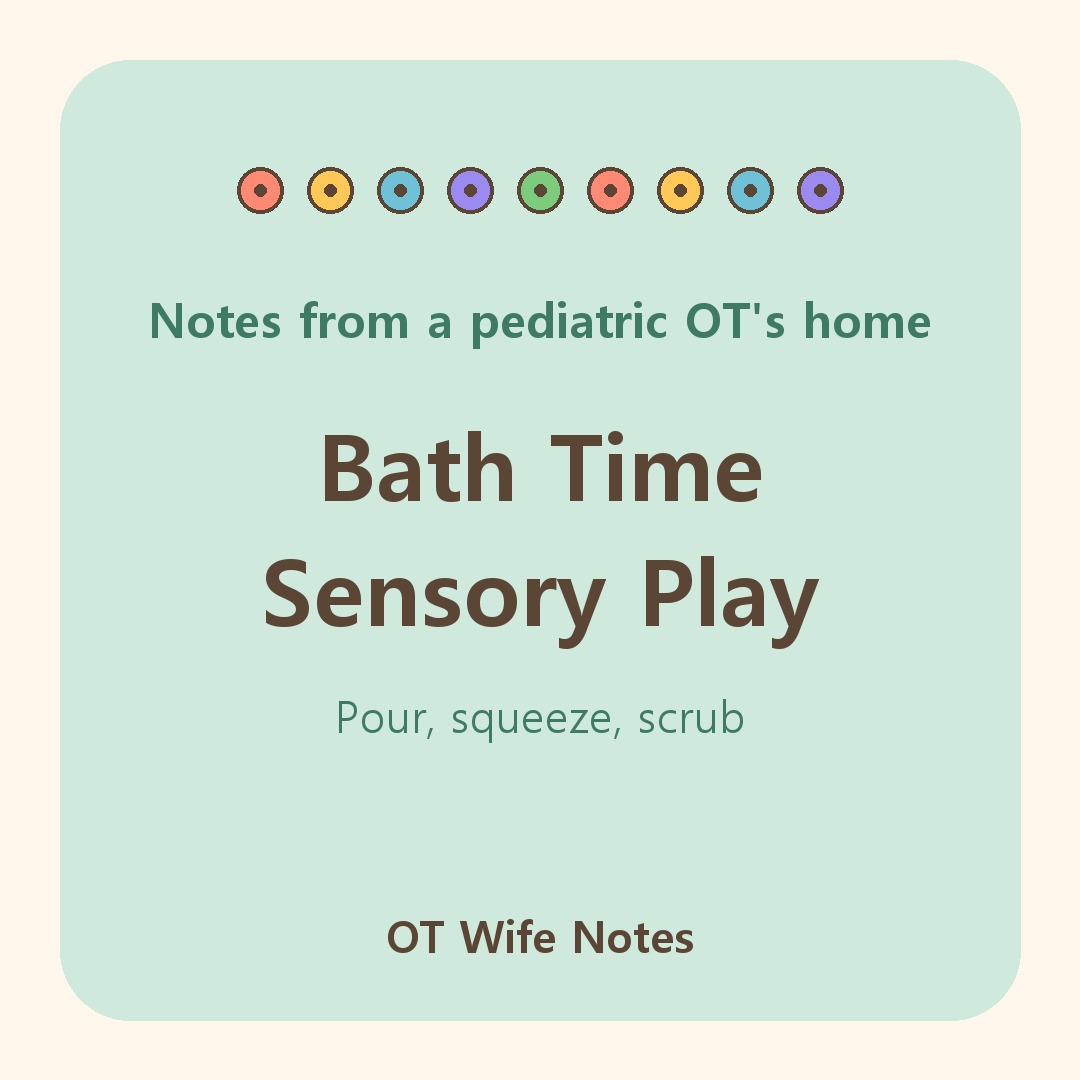 Notes from a pediatric OT's home
Bath Time
Sensory Play
Pour, squeeze, scrub
OT Wife Notes